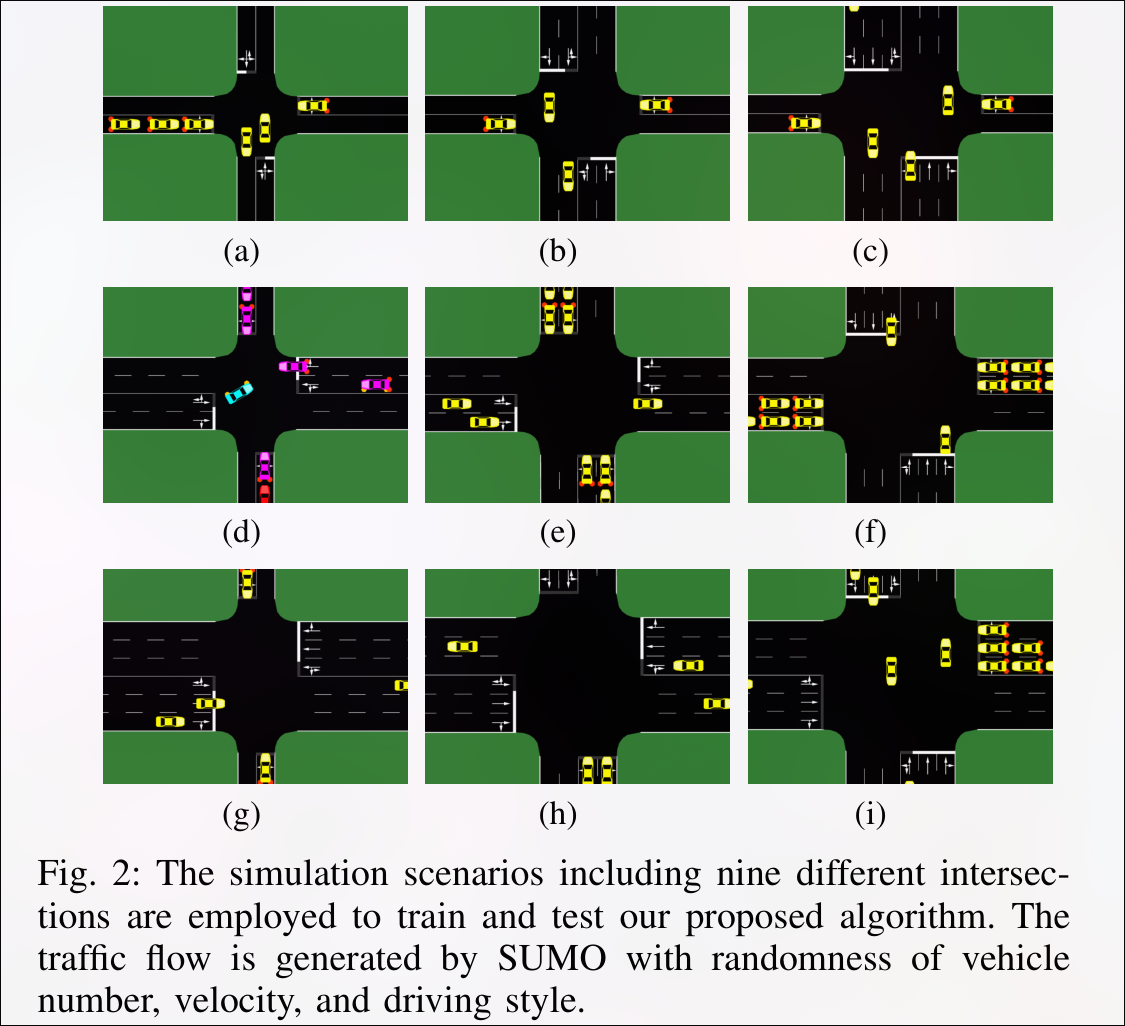 (a) (b) (c)
(d) (e) (f)
(g) (h) (i)
Fig. 2: The simulation scenarios including nine different intersec-
tions are employed to train and test our proposed algorithm. The
traffic flow is generated by SUMO with randomness of vehicle
number, velocity, and driving style.